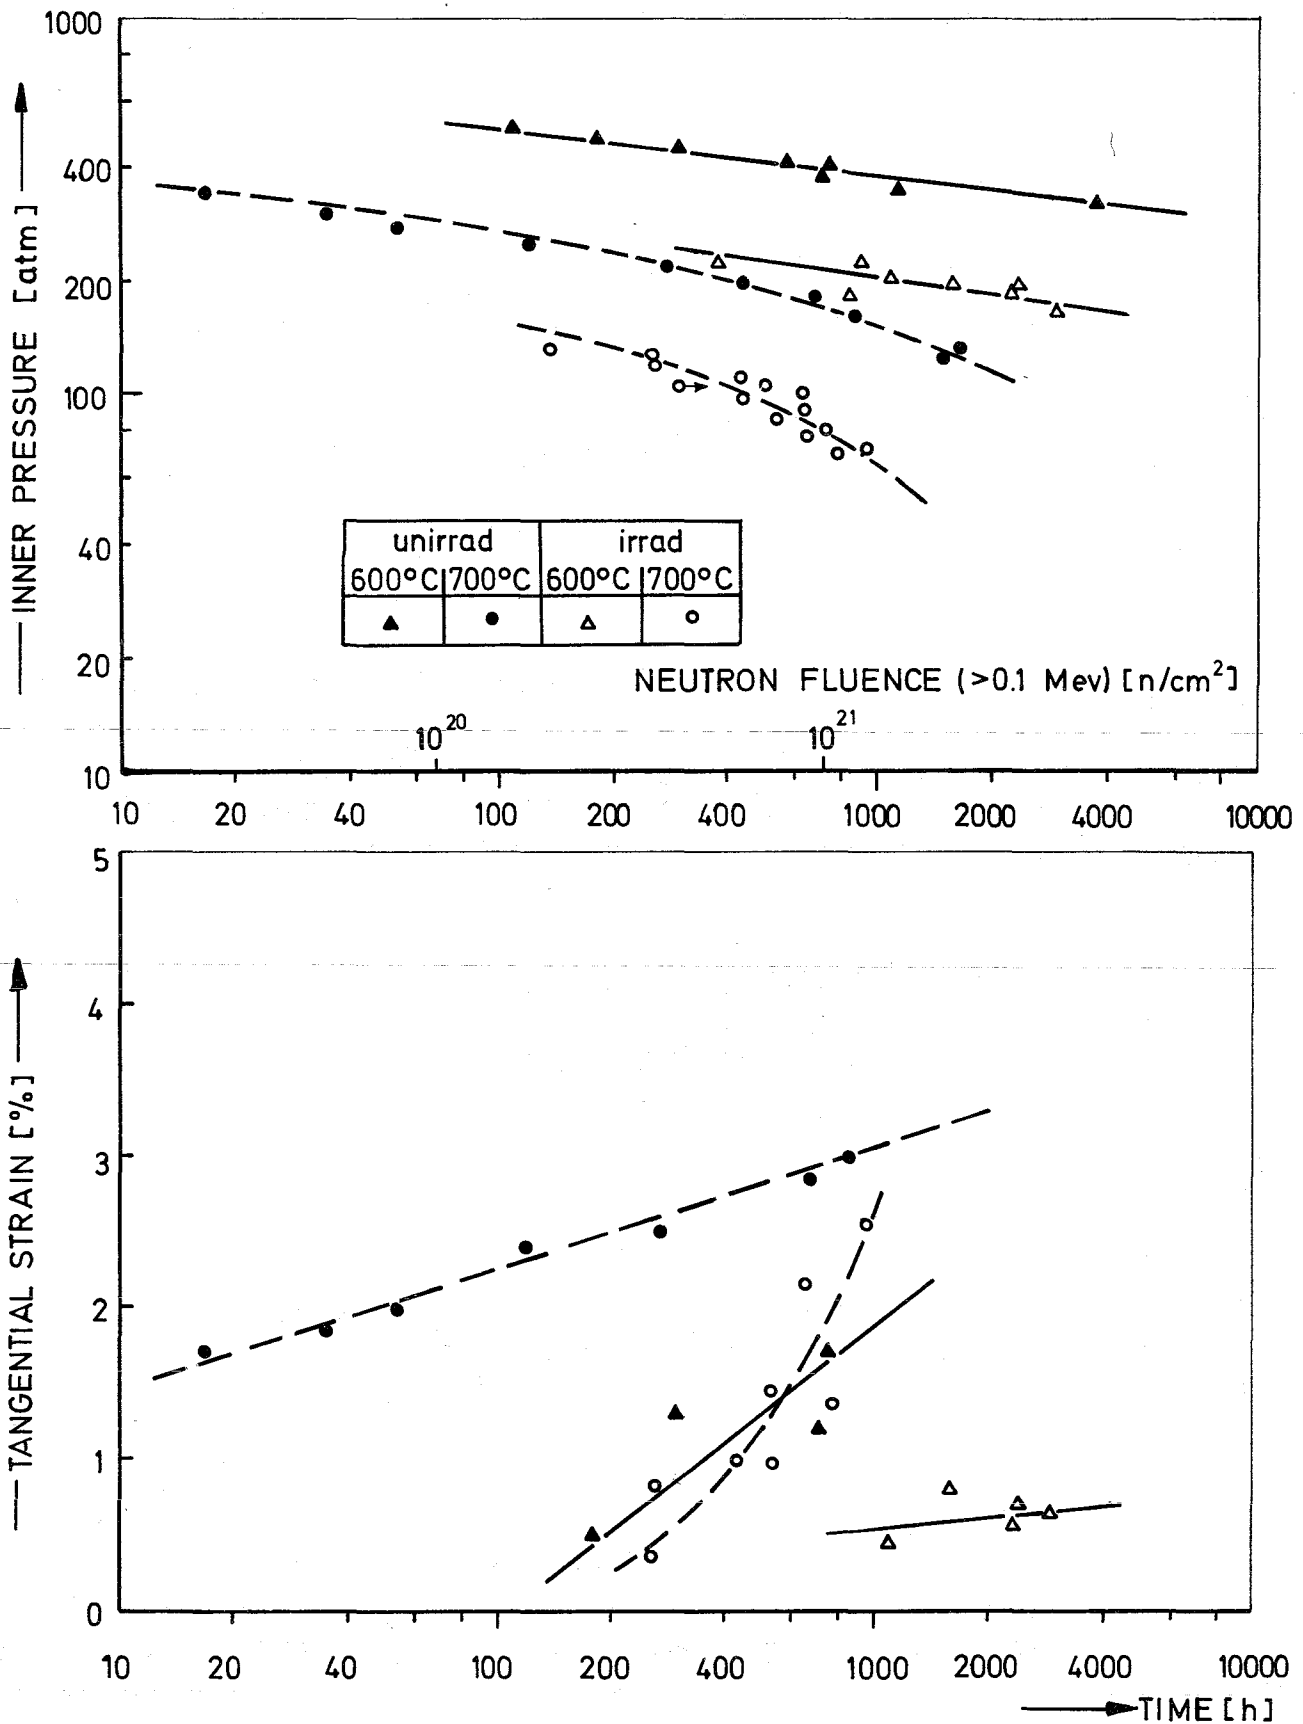 1000
400
200
100
40
20
10
INNER PRESSURE [atm]
unirrad irrad
600°C 700°C 600°C 700°C
NEUTRON FLUENCE (>0.1 Mev) [n/cm²]
10²⁰ 10²¹
10 20 40 100 200 400 1000 2000 4000 10000
5
4
3
2
1
0
TANGENTIAL STRAIN [%]
10 20 40 100 200 400 1000 2000 4000 10000
TIME [h]